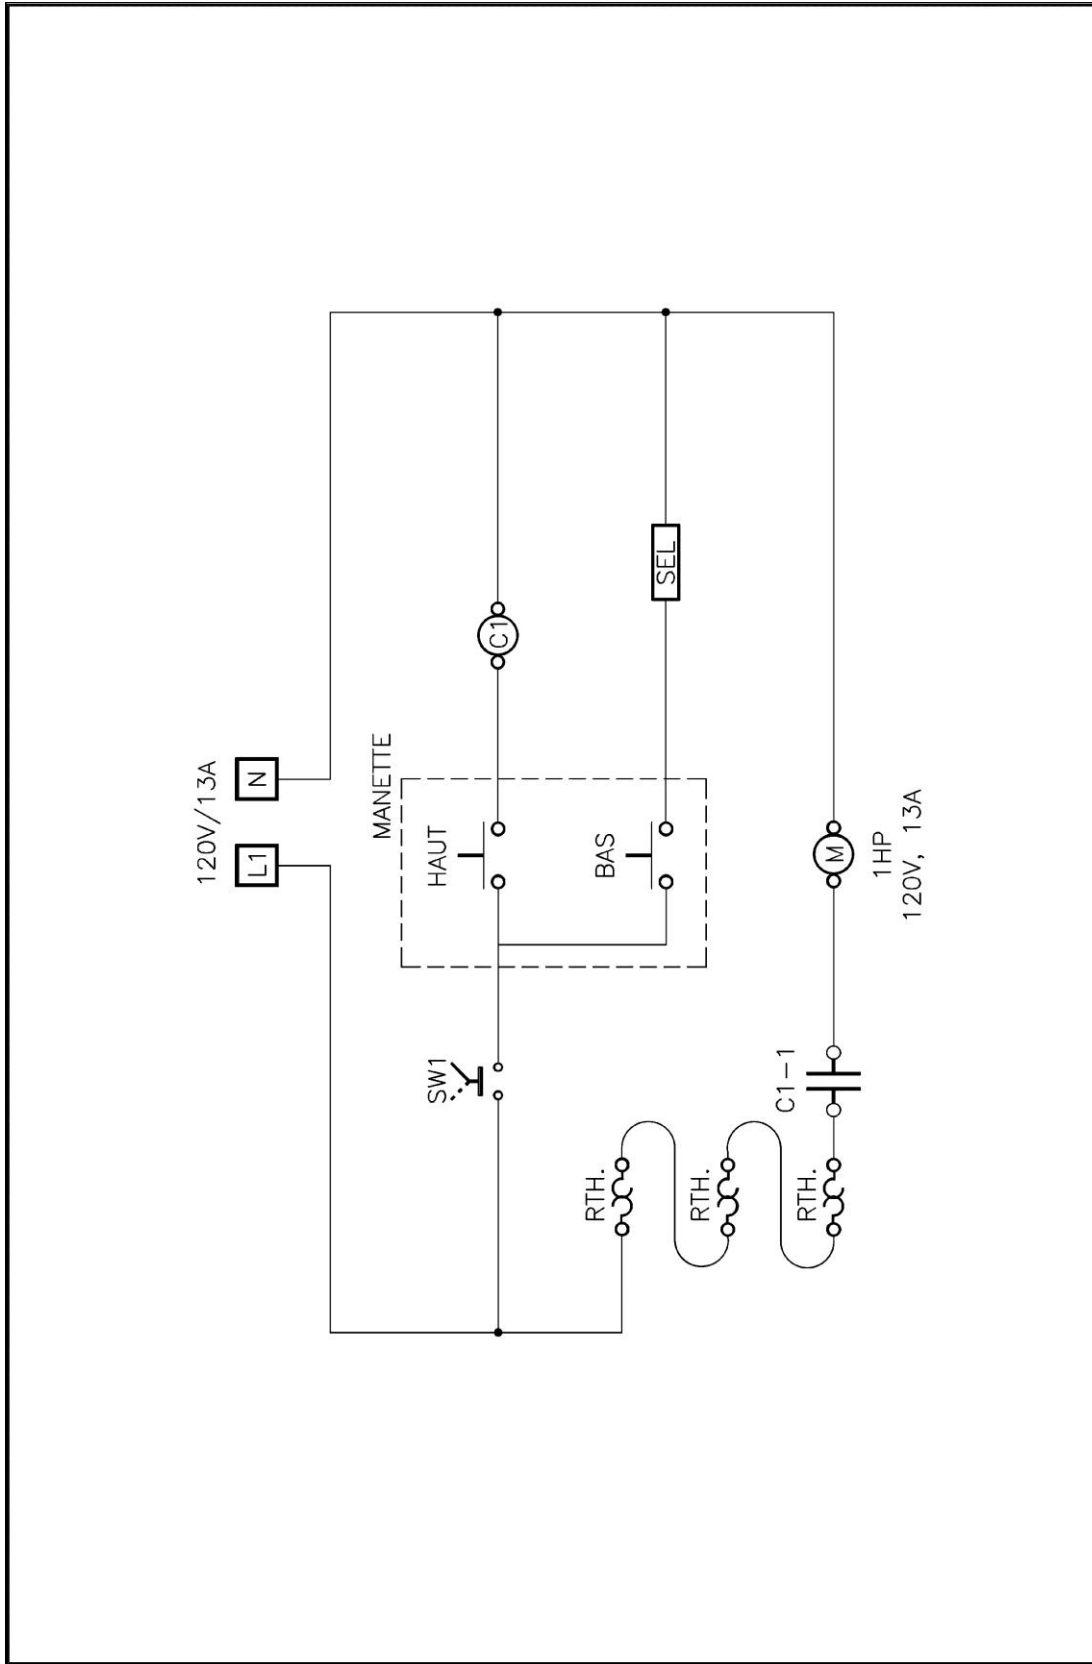 120V/13A
L1
N
MANETTE
SW1
HAUT
C1
BAS
SEL
RTH.
RTH.
RTH.
C1-1
M
1HP
120V, 13A